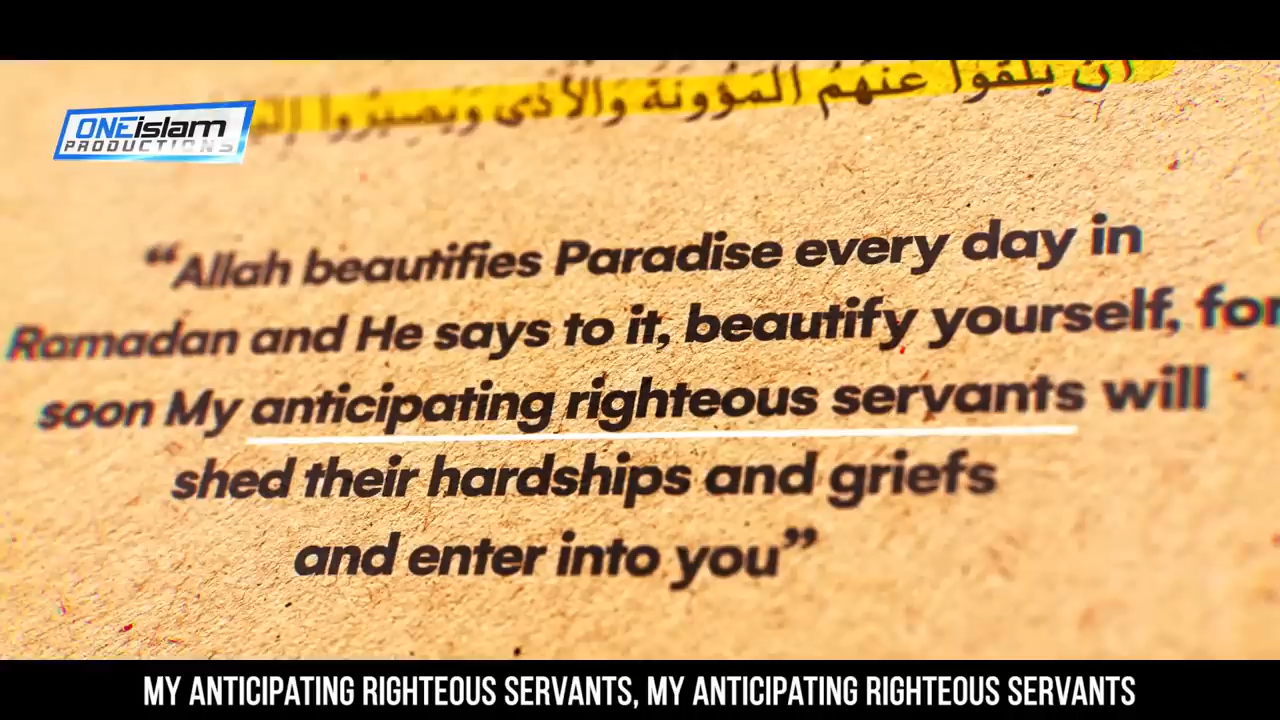 أن يلقوا عنهم المؤونة والأذى ويصيروا
ONEislam
PRODUCTIONS
“Allah beautifies Paradise every day in
Ramadan and He says to it, beautify yourself, for
soon My anticipating righteous servants will
shed their hardships and griefs
and enter into you”
MY ANTICIPATING RIGHTEOUS SERVANTS, MY ANTICIPATING RIGHTEOUS SERVANTS